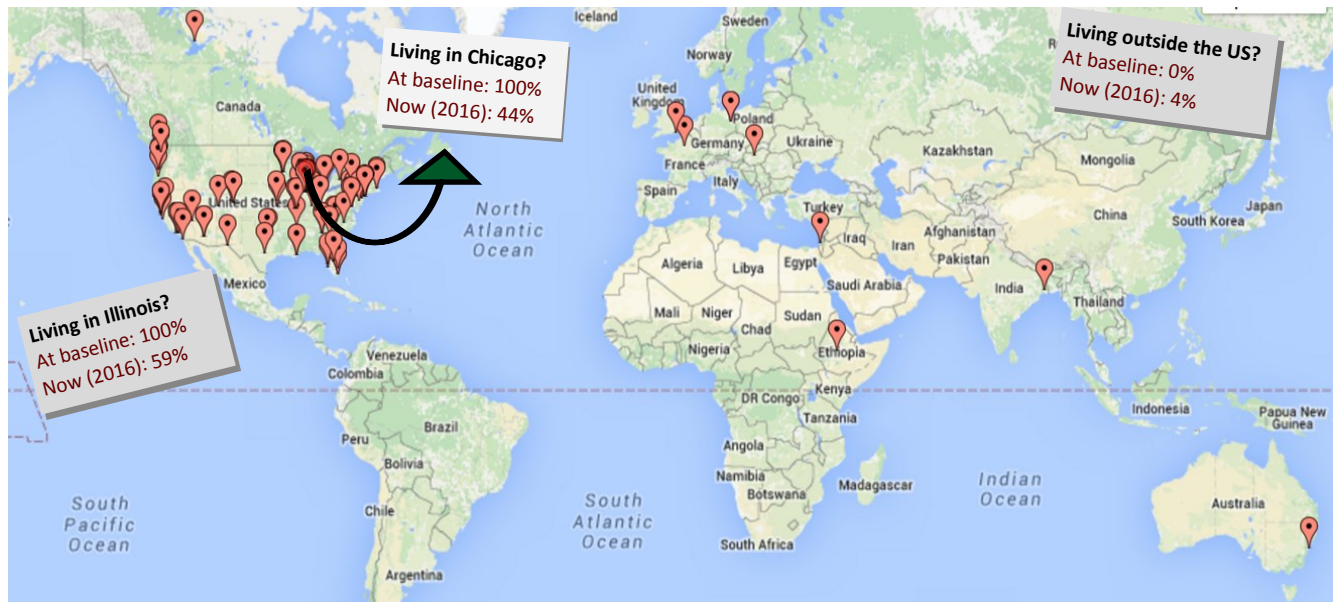 Iceland
Sweden
Norway
Living in Chicago?
At baseline: 100%
Now (2016): 44%
Living outside the US?
At baseline: 0%
Now (2016): 4%
Canada
United
Kingdom
Poland
Germany
Ukraine
France
Kazakhstan
Mongolia
Italy
Spain
United States
North
Atlantic
Ocean
Turkey
China
Japan
South Korea
Afghanistan
Iraq
Iran
Pakistan
Algeria
Libya
Egypt
Saudi Arabia
India
Thailand
Mexico
Living in Illinois?
At baseline: 100%
Now (2016): 59%
Mali
Niger
Sudan
Chad
Nigeria
Ethiopia
Venezuela
Colombia
Kenya
DR Congo
Tanzania
Indonesia
Papua New
Guinea
Brazil
Peru
Angola
Bolivia
Namibia
Botswana
Madagascar
Indian
Ocean
South
Pacific
Ocean
Chile
South
Atlantic
Ocean
Australia
South Africa
Argentina